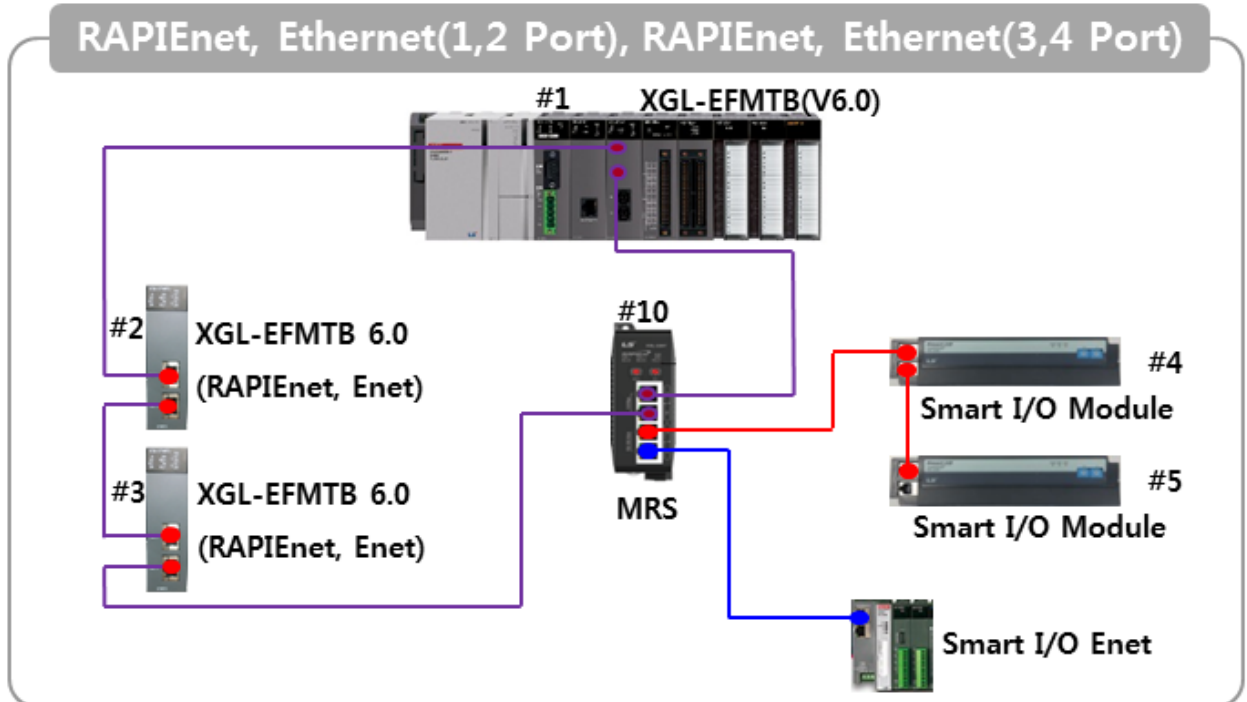 RAPIEnet, Ethernet(1,2 Port), RAPIEnet, Ethernet(3,4 Port)
#1 XGL-EFMTB(V6.0)
#2 XGL-EFMTB 6.0
(RAPIEnet, Enet)
#3 XGL-EFMTB 6.0
(RAPIEnet, Enet)
#10
MRS
#4
Smart I/O Module
#5
Smart I/O Module
Smart I/O Enet